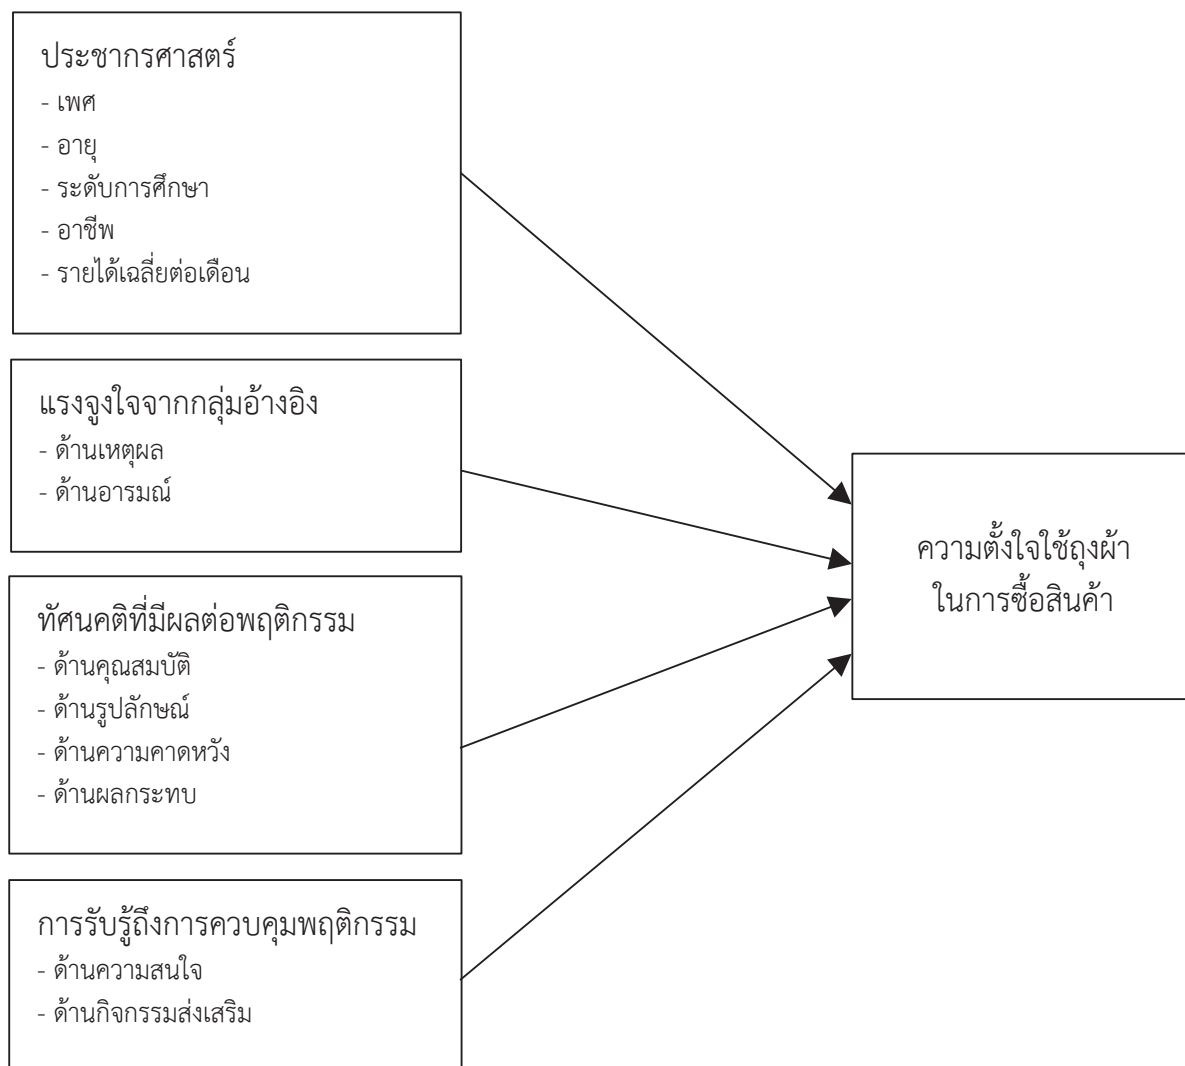 ประชากรศาสตร์
- เพศ
- อายุ
- ระดับการศึกษา
- อาชีพ
- รายได้เฉลี่ยต่อเดือน
แรงจูงใจจากกลุ่มอ้างอิง
- ด้านเหตุผล
- ด้านอารมณ์
ทัศนคติที่มีผลต่อพฤติกรรม
- ด้านคุณสมบัติ
- ด้านรูปลักษณ์
- ด้านความคาดหวัง
- ด้านผลกระทบ
การรับรู้ถึงการควบคุมพฤติกรรม
- ด้านความสนใจ
- ด้านกิจกรรมส่งเสริม
ความตั้งใจใช้ถุงผ้า
ในการซื้อสินค้า